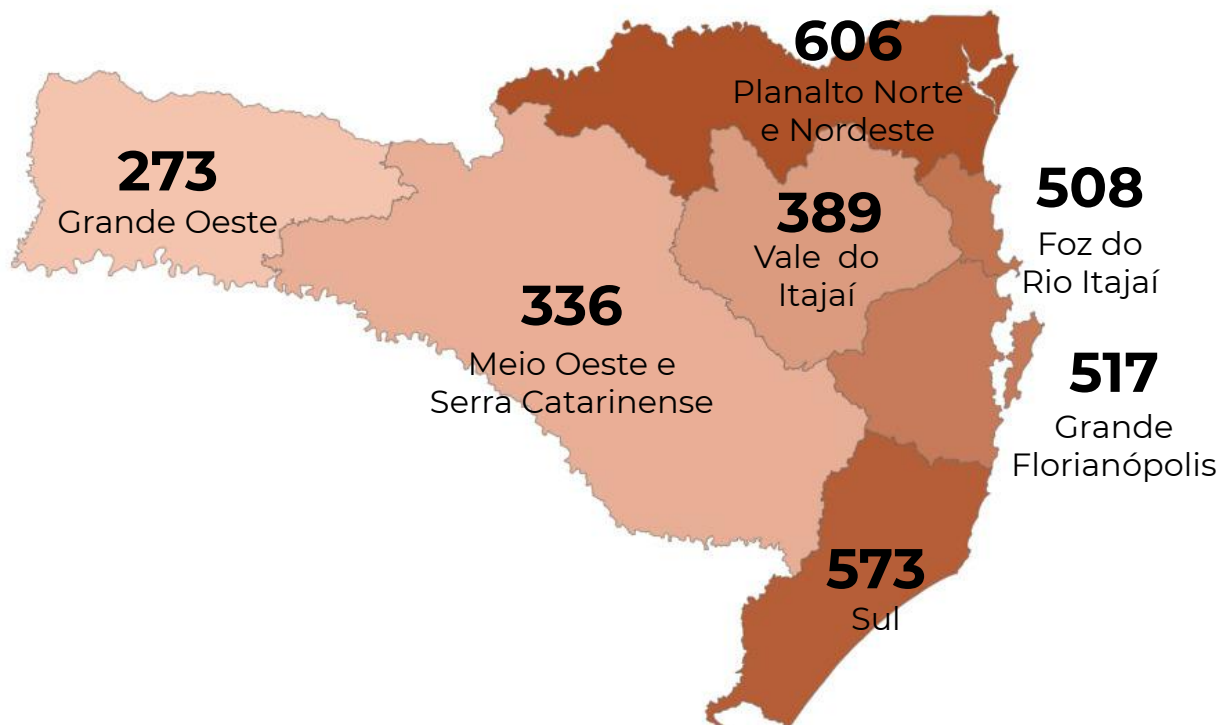 606
Planalto Norte
e Nordeste
273
Grande Oeste
389
Vale do
Itajaí
508
Foz do
Rio Itajaí
336
Meio Oeste e
Serra Catarinense
517
Grande
Florianópolis
573
Sul